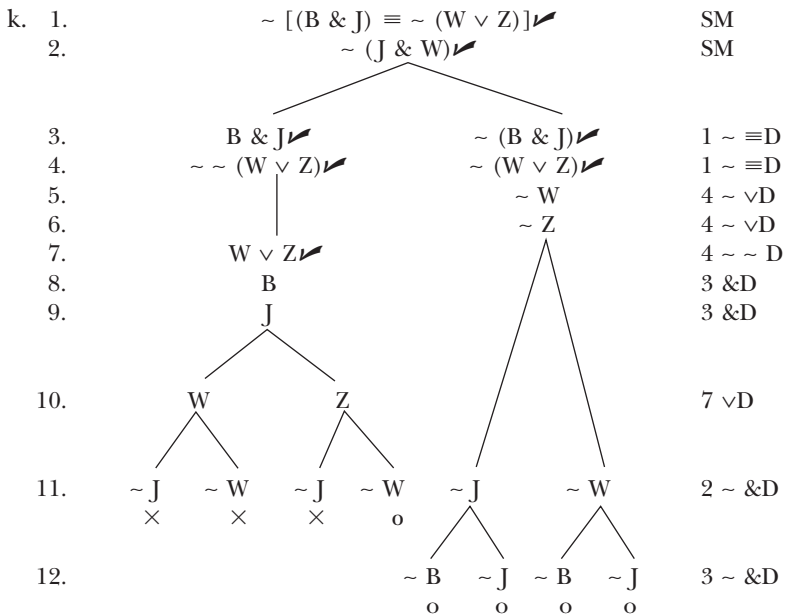 k. 1. ~ [(B & J) ≡ ~ (W ∨ Z)]✓ SM
2. ~ (J & W)✓ SM
3. B & J✓ ~ (B & J)✓ 1 ~ ≡D
4. ~ ~ (W ∨ Z)✓ ~ (W ∨ Z)✓ 1 ~ ≡D
5. ~ W 4 ~ ∨D
6. ~ Z 4 ~ ∨D
7. W ∨ Z✓ 4 ~ ~ D
8. B 3 &D
9. J 3 &D
10. W Z 7 ∨D
11. ~ J ~ W ~ J ~ W ~ J ~ W 2 ~ &D
× × × o
12. ~ B ~ J ~ B ~ J 3 ~ &D
o o o o